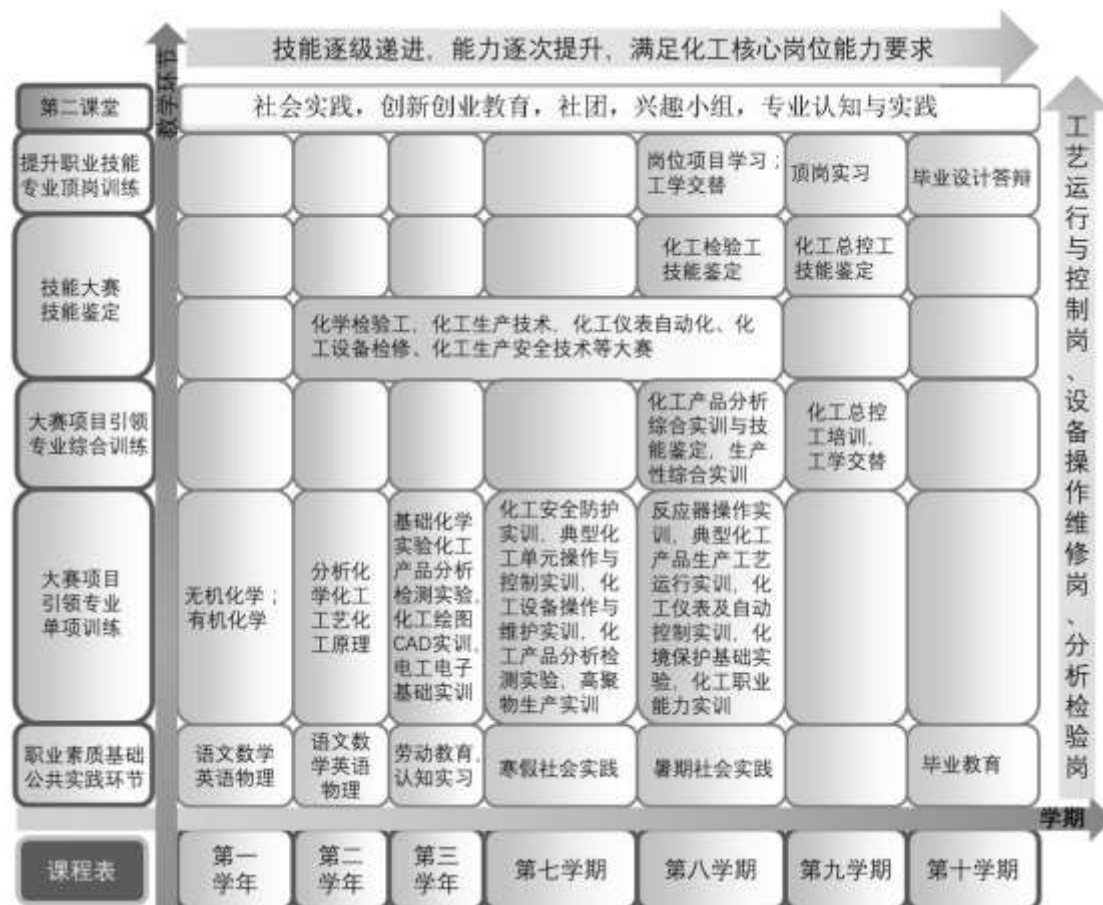 技能逐级递进，能力逐次提升，满足化工核心岗位能力要求
教学环节
第二课堂
社会实践，创新创业教育，社团，兴趣小组，专业认知与实践
提升职业技能
专业顶岗训练
岗位项目学习；
工学交替
顶岗实习
毕业设计答辩
技能大赛
技能鉴定
化工检验工
技能鉴定
化工总控工
技能鉴定
化学检验工、化工生产技术、化工仪表自动化、化
工设备检修、化工生产安全技术等大赛
大赛项目引领
专业综合训练
化工产品分析
综合实训与技
能鉴定，生产
性综合实训
化工总控
工培训，
工学交替
大赛项目
引领专业
单项训练
无机化学；
有机化学
分析化
学化工
工艺化
工原理
基础化学
实验化工
产品分析
检测实验，
化工绘图
CAD实训，
电工电子
基础实训
化工安全防护
实训，典型化
工单元操作与
控制实训，化
工设备操作与
维护实训，化
工产品分析检
测实验，高聚
物生产实训
反应器操作实
训，典型化工
产品生产工艺
运行实训，化
工仪表及自动
控制实训，化
境保护基础实
验，化工职业
能力实训
职业素质基础
公共实践环节
语文数学
英语物理
语文数
学英语
物理
劳动教育，
认知实习
寒假社会实践
暑期社会实践
毕业教育
工艺运行与控制岗、设备操作维修岗、分析检验岗
学期
课程表
第一
学年
第二
学年
第三
学年
第七学期
第八学期
第九学期
第十学期